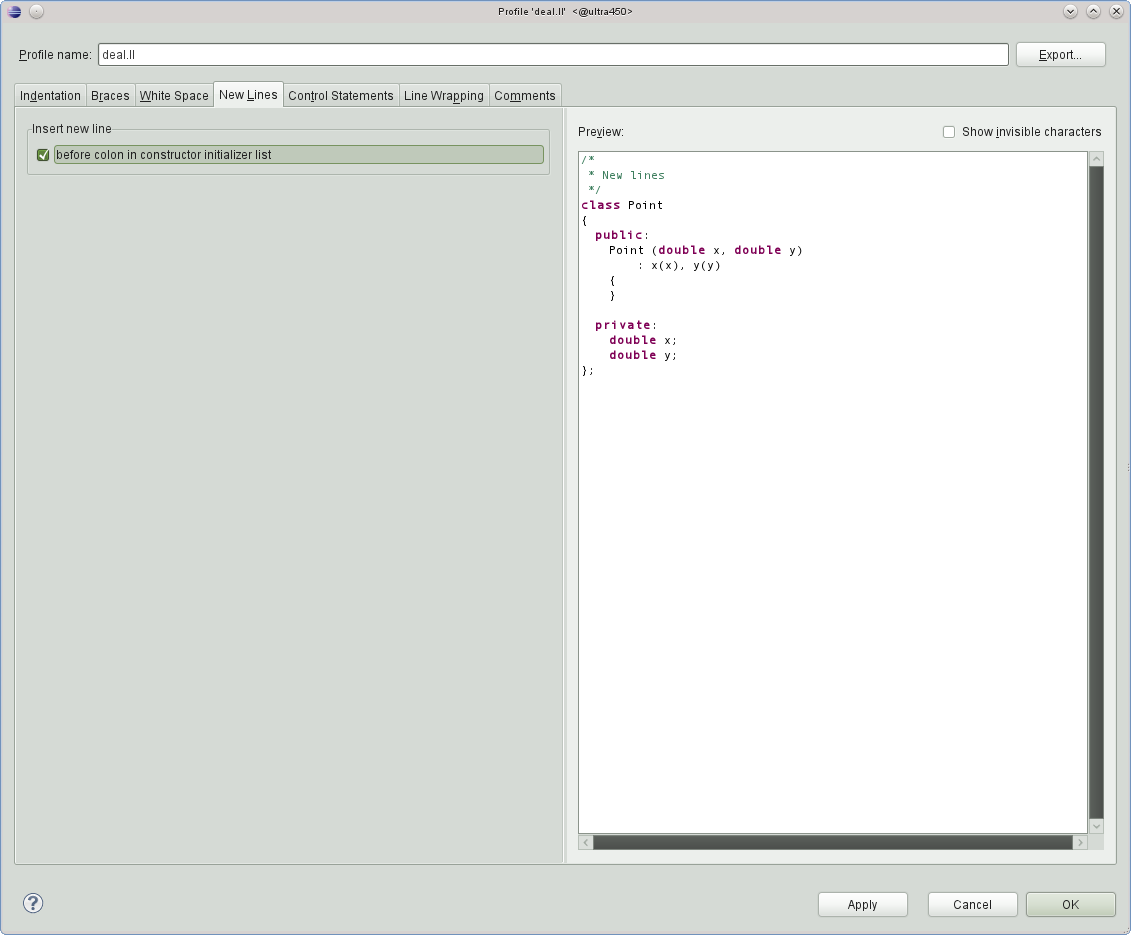 Profile 'deal.II' <@ultra450>
Profile name: deal.II Export...
Indentation Braces White Space New Lines Control Statements Line Wrapping Comments
Insert new line
before colon in constructor initializer list
Preview: Show invisible characters
/*
 * New lines
 */
class Point
{
  public:
    Point (double x, double y)
        : x(x), y(y)
    {
    }
  private:
    double x;
    double y;
};
? Apply Cancel OK